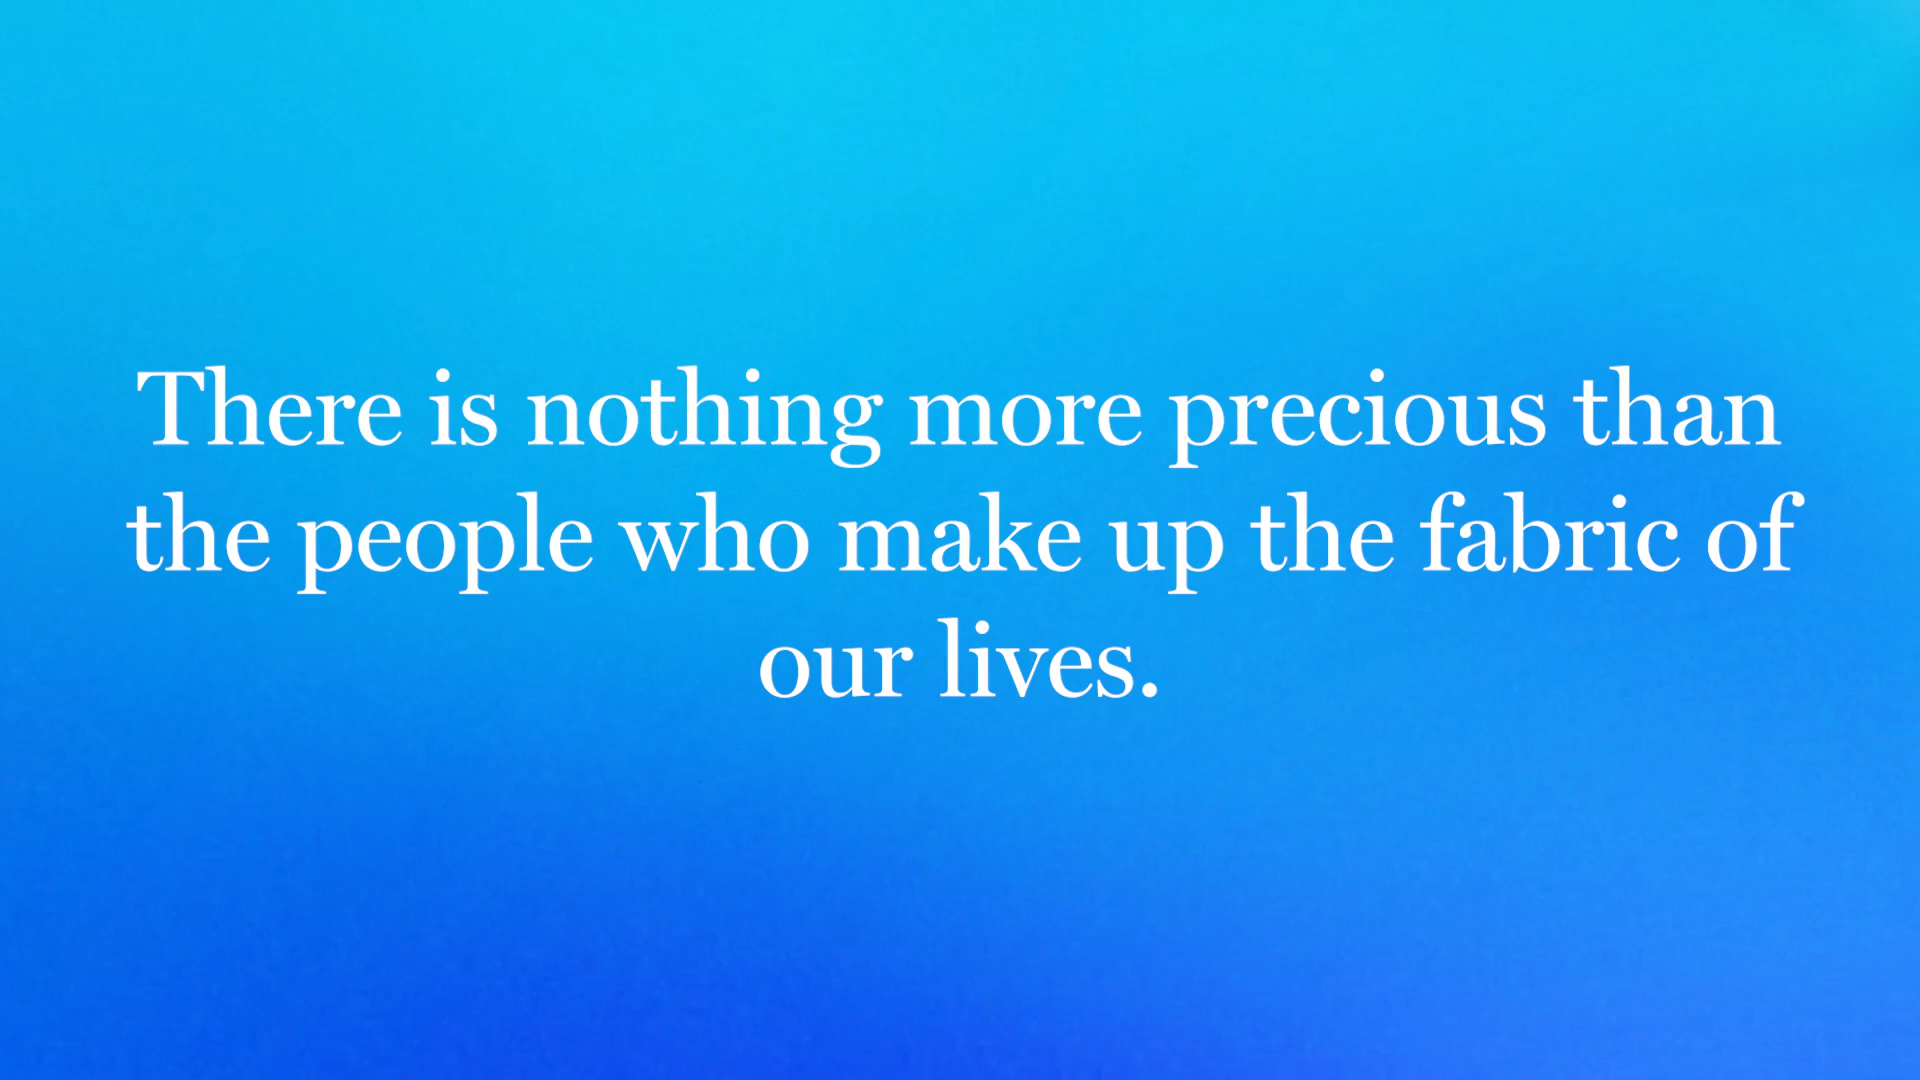 There is nothing more precious than
the people who make up the fabric of
our lives.